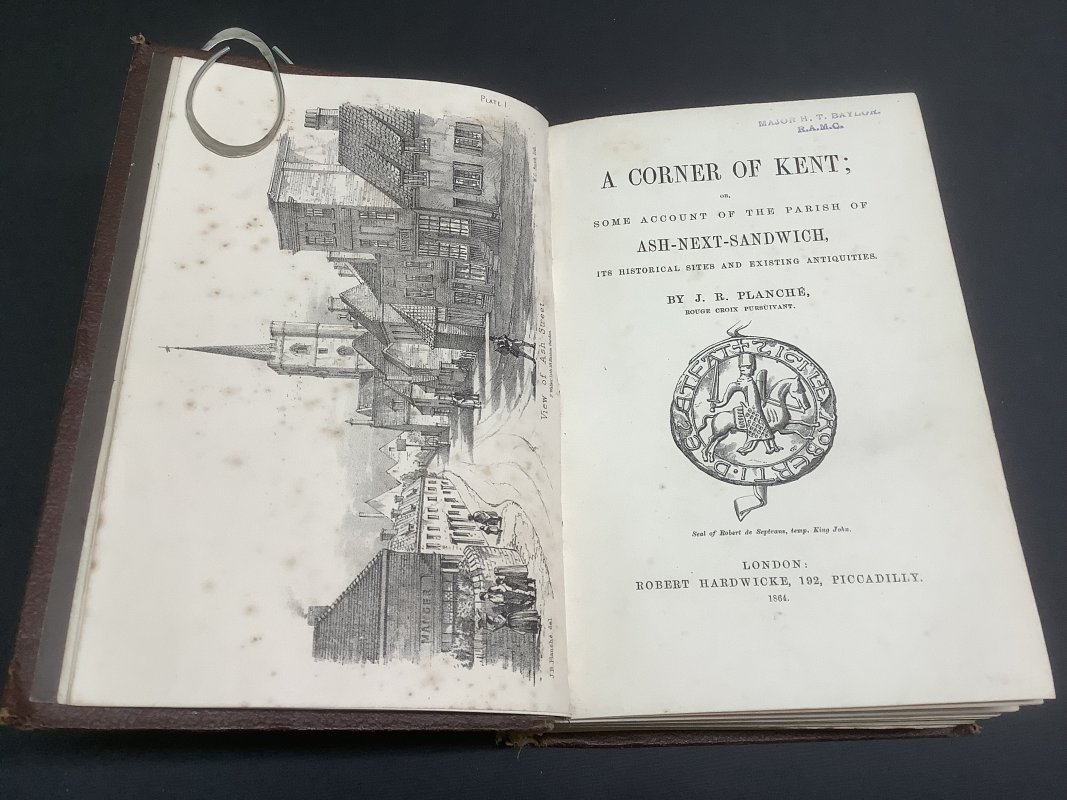 PLATE 1
View of Ash Street
J.R. Planché del.
MAJOR H. T. BAYLOR.
R.A.M.C.
A CORNER OF KENT;
OR,
SOME ACCOUNT OF THE PARISH OF
ASH-NEXT-SANDWICH,
ITS HISTORICAL SITES AND EXISTING ANTIQUITIES.
BY J. R. PLANCHÉ,
ROUGE CROIX PURSUIVANT.
Seal of Robert de Septvans, temp. King John.
LONDON:
ROBERT HARDWICKE, 192, PICCADILLY.
1864.